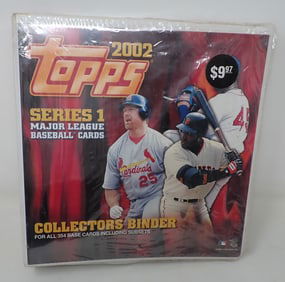 2002
topps
$9.97
SERIES 1
MAJOR LEAGUE
BASEBALL CARDS
Cardinals
25
COLLECTORS BINDER
FOR ALL 354 BASE CARDS INCLUDING SUBSETS